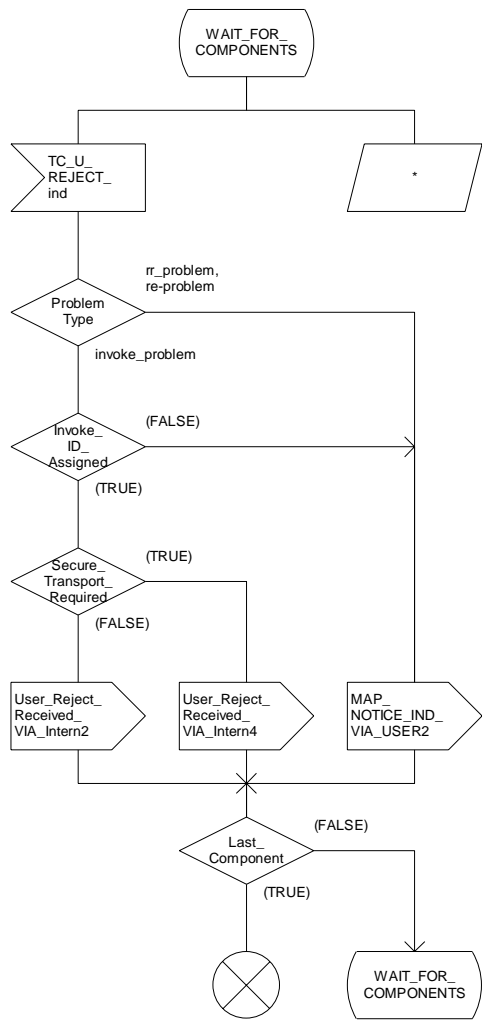 WAIT_FOR_
COMPONENTS
TC_U_
REJECT_
ind
*
rr_problem,
re-problem
Problem
Type
invoke_problem
(FALSE)
Invoke_
ID_
Assigned
(TRUE)
(TRUE)
Secure_
Transport_
Required
(FALSE)
User_Reject_
Received_
VIA_Intern2
User_Reject_
Received_
VIA_Intern4
MAP_
NOTICE_IND_
VIA_USER2
(FALSE)
Last_
Component
(TRUE)
WAIT_FOR_
COMPONENTS